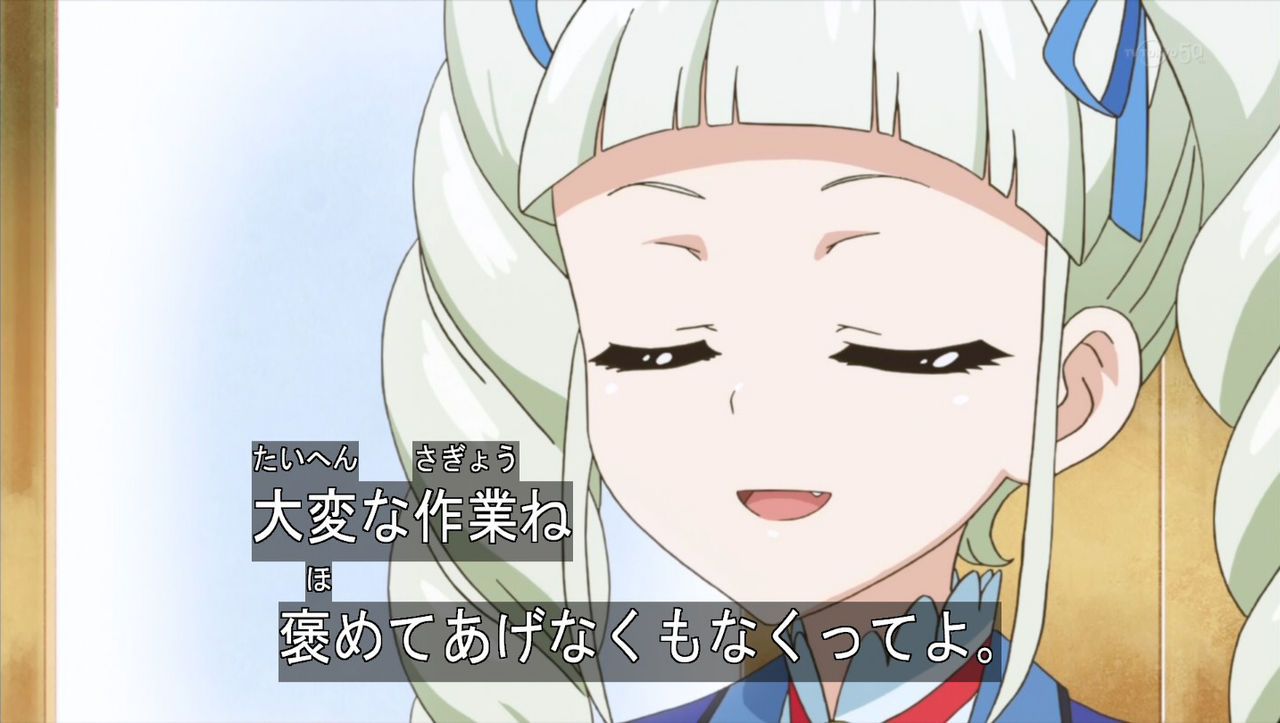 たいへん さぎょう
大変な作業ね
ほ
褒めてあげなくもなくってよ。